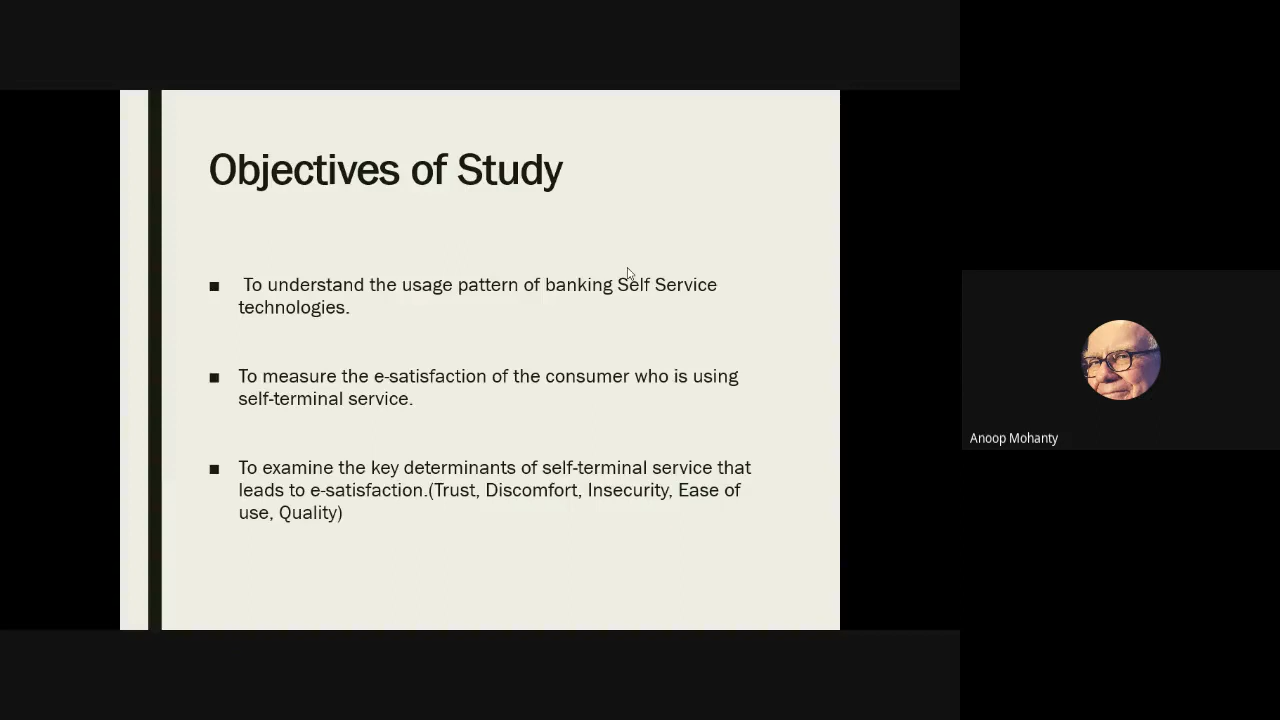 Objectives of Study
■ To understand the usage pattern of banking Self Service
technologies.
■ To measure the e-satisfaction of the consumer who is using
self-terminal service.
■ To examine the key determinants of self-terminal service that
leads to e-satisfaction.(Trust, Discomfort, Insecurity, Ease of
use, Quality)
Anoop Mohanty